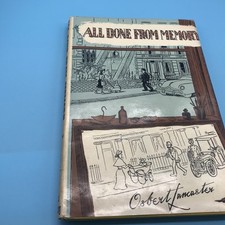 ALL DONE FROM MEMORY
Osbert Lancaster